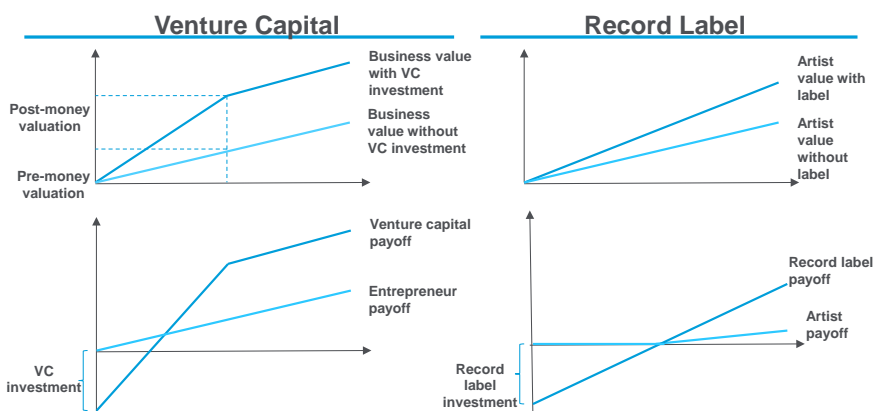 Venture Capital
Record Label
Business value
with VC
investment
Post-money
valuation
Business
value without
VC investment
Pre-money
valuation
Artist
value with
label
Artist
value
without
label
Venture capital
payoff
Entrepreneur
payoff
VC
investment
Record label
payoff
Artist
payoff
Record
label
investment